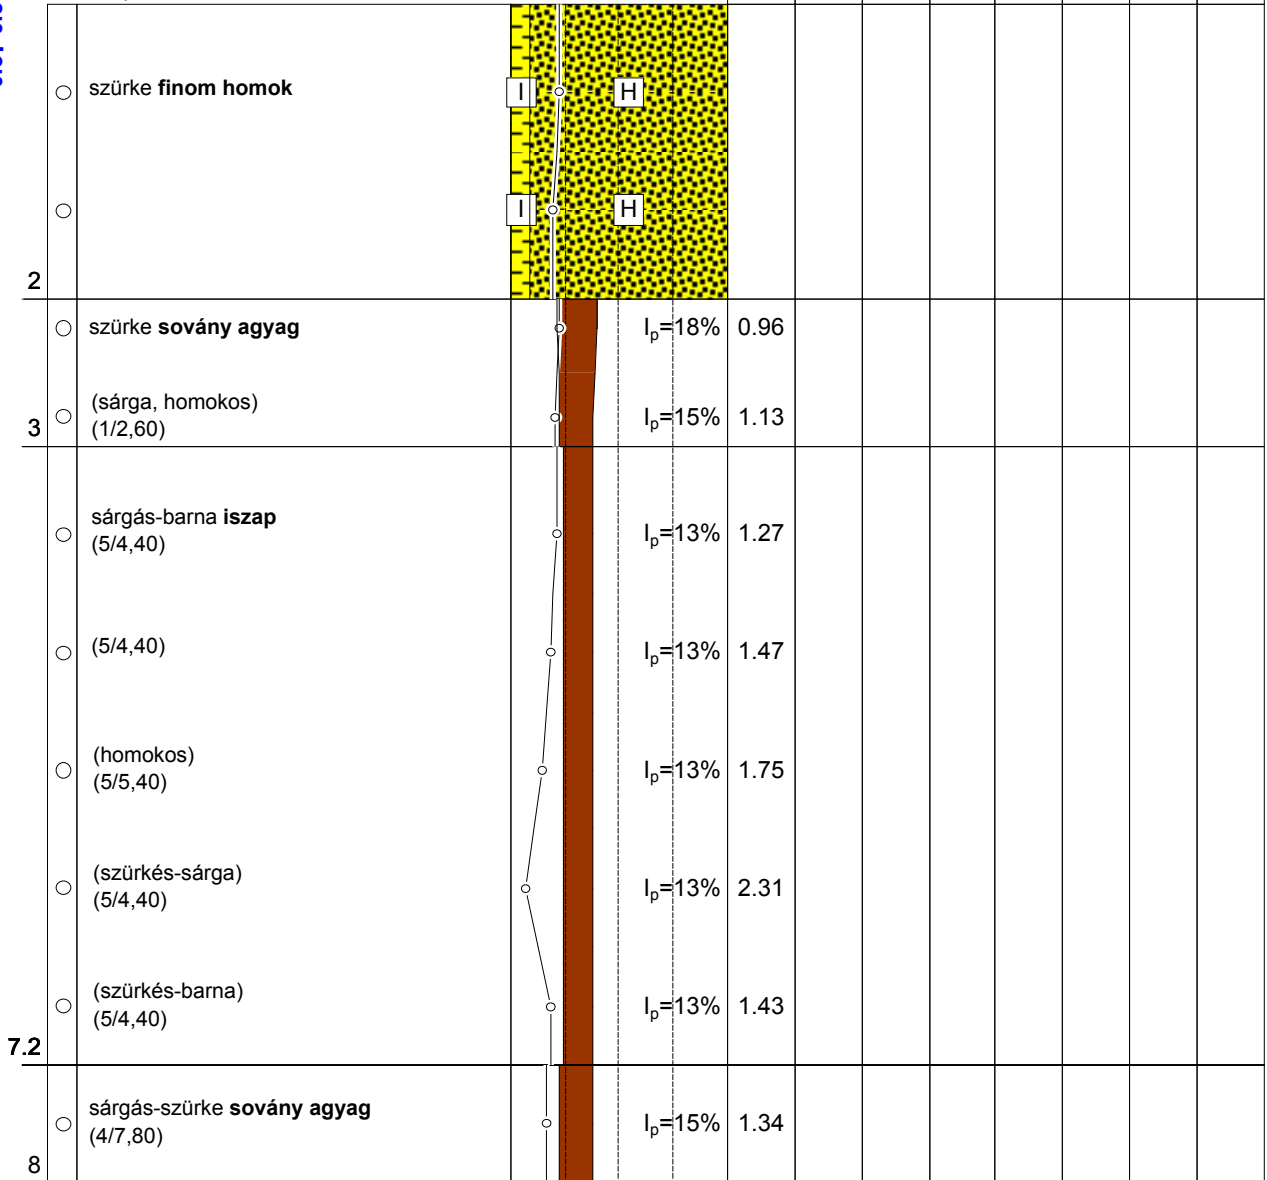 szürke finom homok
I H
I H
2
szürke sovány agyag Ip=18% 0.96
(sárga, homokos)
(1/2,60) Ip=15% 1.13
3
sárgás-barna iszap
(5/4,40) Ip=13% 1.27
(5/4,40) Ip=13% 1.47
(homokos)
(5/5,40) Ip=13% 1.75
(szürkés-sárga)
(5/4,40) Ip=13% 2.31
(szürkés-barna)
(5/4,40) Ip=13% 1.43
7.2
sárgás-szürke sovány agyag
(4/7,80) Ip=15% 1.34
8